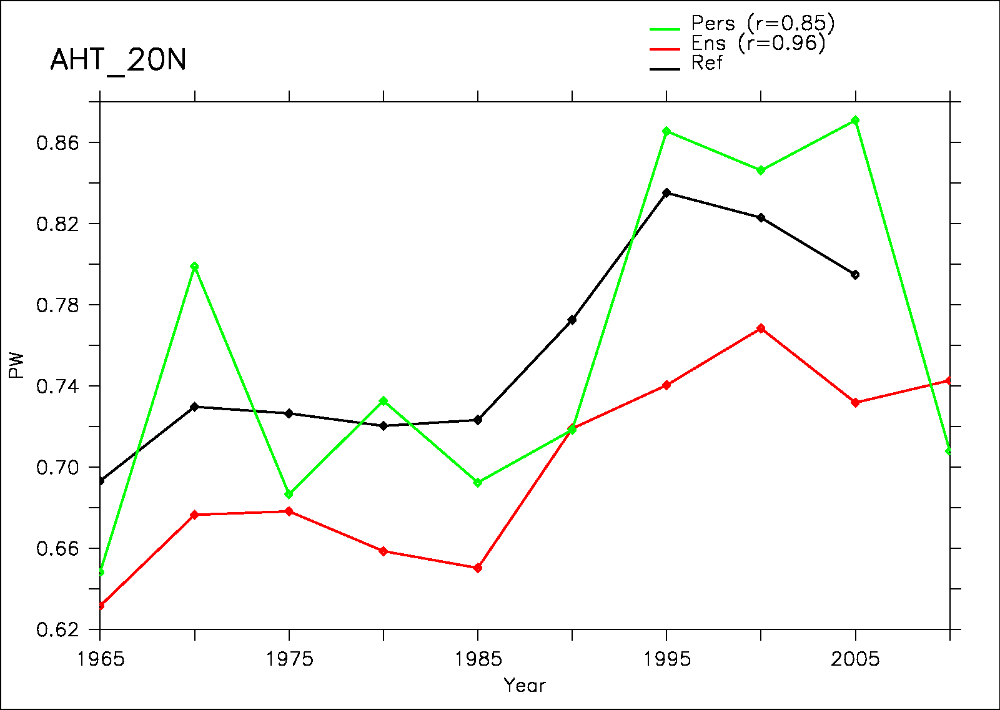 Pers (r=0.85)
Ens (r=0.96)
Ref
AHT_20N
0.86
0.82
0.78
0.74
0.70
0.66
0.62
PW
1965 1975 1985 1995 2005
Year